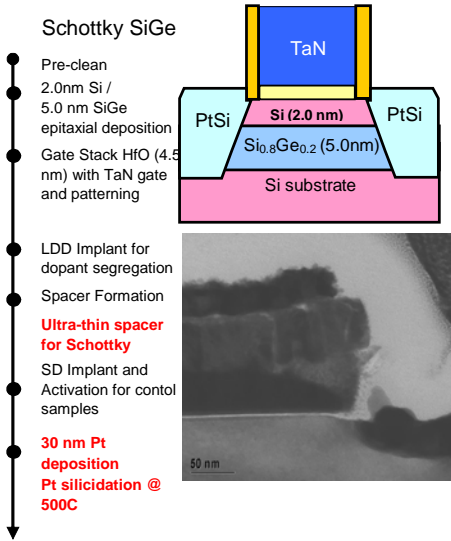 Schottky SiGe
Pre-clean
2.0nm Si /
5.0 nm SiGe
epitaxial deposition
Gate Stack HfO (4.5
nm) with TaN gate
and patterning
LDD Implant for
dopant segregation
Spacer Formation
Ultra-thin spacer
for Schottky
SD Implant and
Activation for contol
samples
30 nm Pt
deposition
Pt silicidation @
500C
TaN
PtSi
Si (2.0 nm)
PtSi
Si₀.₈Ge₀.₂ (5.0nm)
Si substrate
50 nm